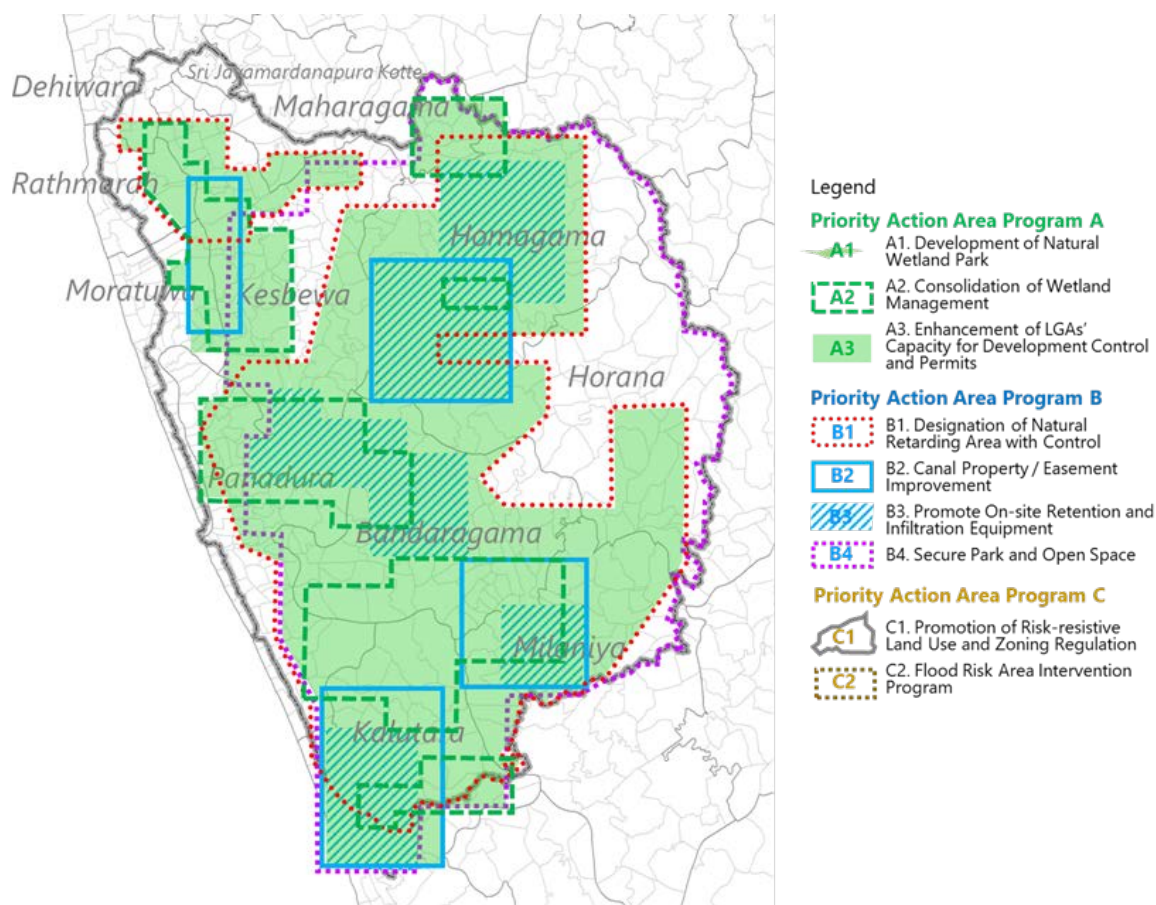 Sri Jayamardanapura Kotte
Dehiwara
Maharagama
Rathmaran
Homagama
Moratuwa
Kesbewa
Horana
Panadura
Bandaragama
Milaniya
Kalutara
Legend
Priority Action Area Program A
A1
A1. Development of Natural
Wetland Park
A2
A2. Consolidation of Wetland
Management
A3
A3. Enhancement of LGAs’
Capacity for Development Control
and Permits
Priority Action Area Program B
B1
B1. Designation of Natural
Retarding Area with Control
B2
B2. Canal Property / Easement
Improvement
B3
B3. Promote On-site Retention and
Infiltration Equipment
B4
B4. Secure Park and Open Space
Priority Action Area Program C
C1
C1. Promotion of Risk-resistive
Land Use and Zoning Regulation
C2
C2. Flood Risk Area Intervention
Program